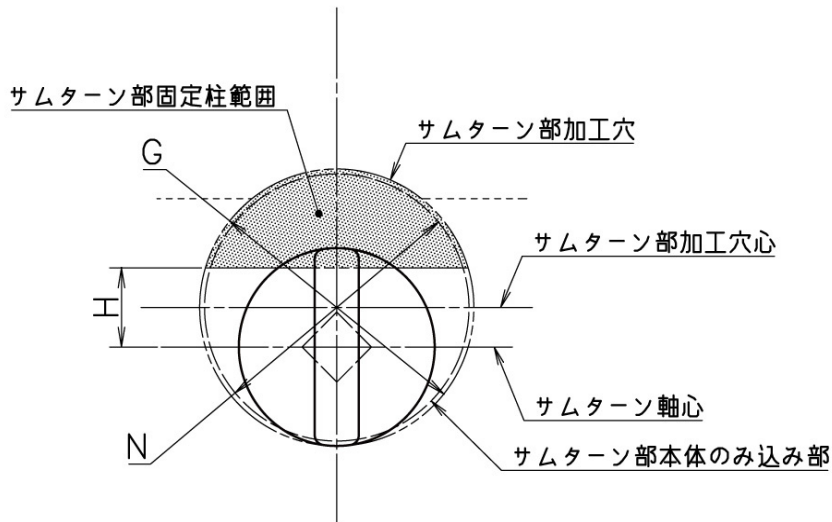 サムターン部固定柱範囲
サムターン部加工穴
G
サムターン部加工穴心
H
サムターン軸心
N
サムターン部本体のみ込み部